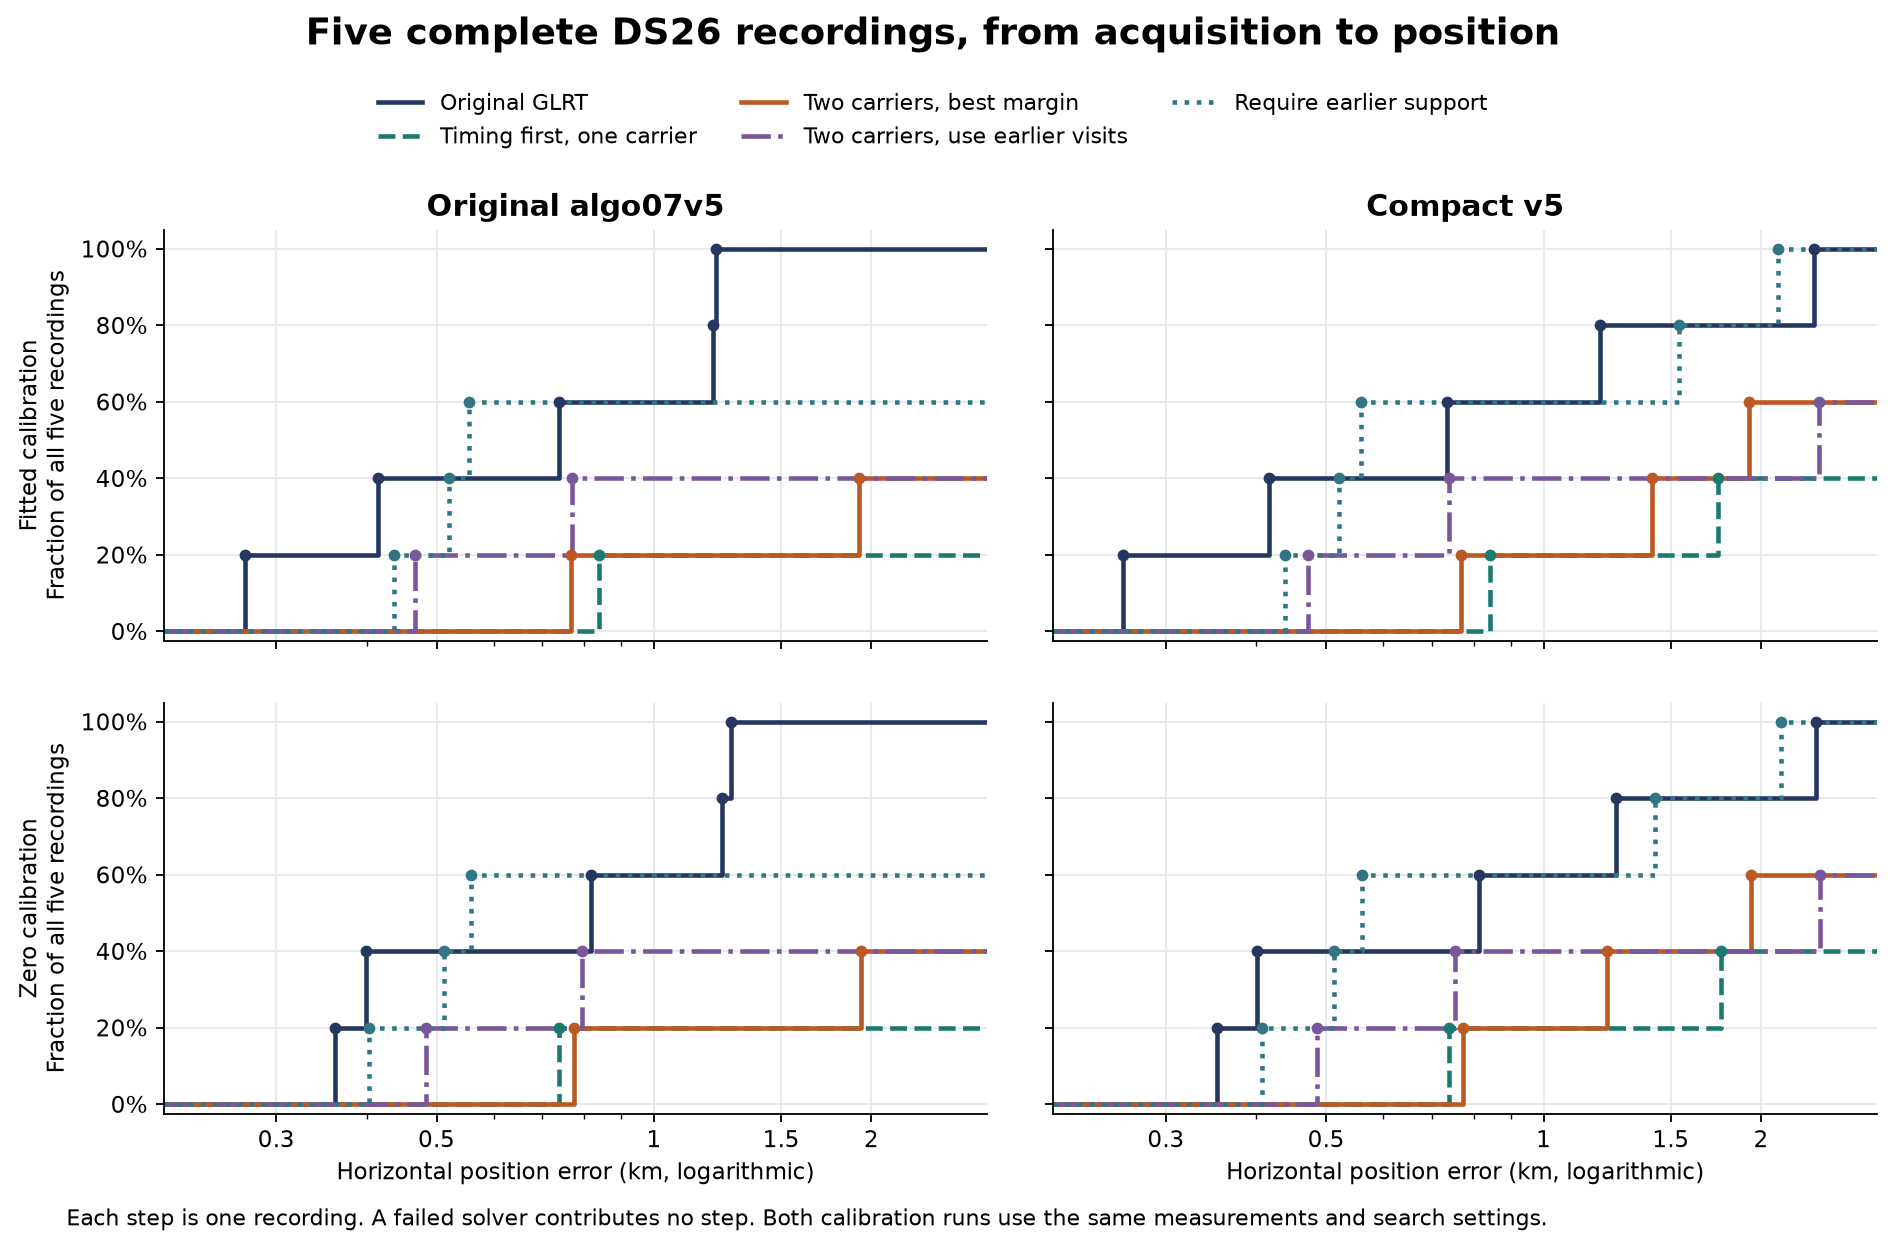 Five complete DS26 recordings, from acquisition to position
Original GLRT
Timing first, one carrier
Two carriers, best margin
Two carriers, use earlier visits
Require earlier support
Original algo07v5
Compact v5
Fitted calibration
Fraction of all five recordings
100%
80%
60%
40%
20%
0%
Zero calibration
Fraction of all five recordings
100%
80%
60%
40%
20%
0%
0.3 0.5 1 1.5 2
0.3 0.5 1 1.5 2
Horizontal position error (km, logarithmic)
Horizontal position error (km, logarithmic)
Each step is one recording. A failed solver contributes no step. Both calibration runs use the same measurements and search settings.